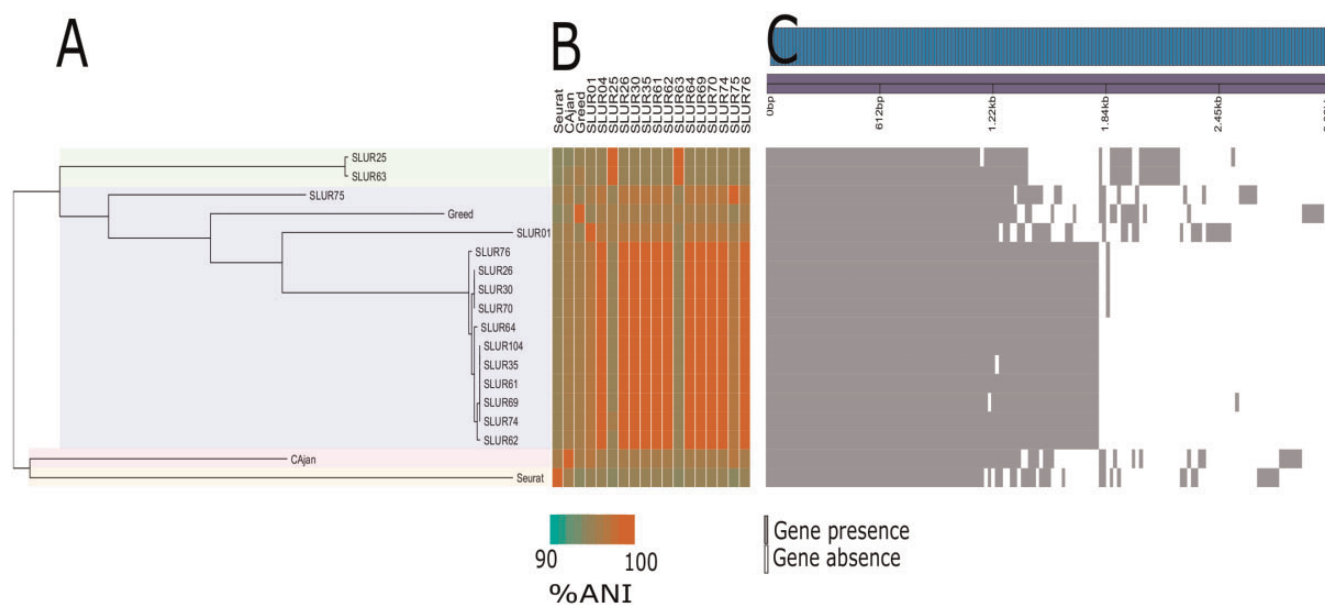 A
B
C
Seurat
CAjan
Greed
SLUR01
SLUR04
SLUR25
SLUR26
SLUR30
SLUR35
SLUR61
SLUR62
SLUR63
SLUR64
SLUR69
SLUR70
SLUR74
SLUR75
SLUR76
0bp
612bp
1.22kb
1.84kb
2.45kb
SLUR25
SLUR63
SLUR75
Greed
SLUR01
SLUR76
SLUR26
SLUR30
SLUR70
SLUR64
SLUR104
SLUR35
SLUR61
SLUR69
SLUR74
SLUR62
CAjan
Seurat
90 100
%ANI
Gene presence
Gene absence